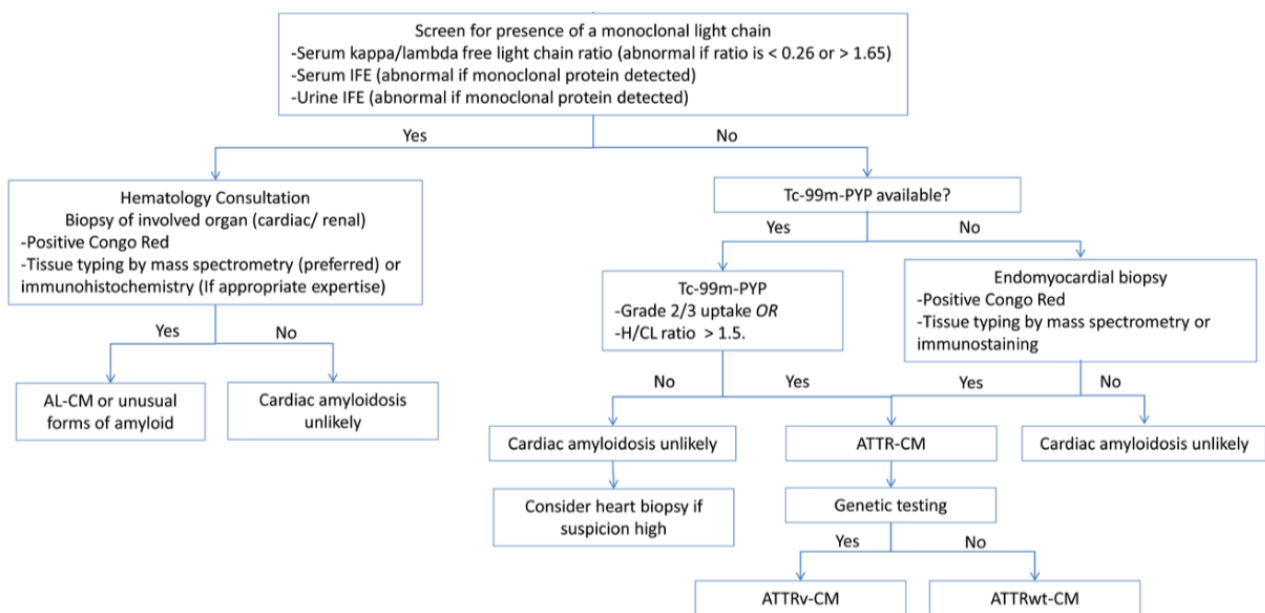 Screen for presence of a monoclonal light chain
-Serum kappa/lambda free light chain ratio (abnormal if ratio is < 0.26 or > 1.65)
-Serum IFE (abnormal if monoclonal protein detected)
-Urine IFE (abnormal if monoclonal protein detected)
Yes
No
Hematology Consultation
Biopsy of involved organ (cardiac/ renal)
-Positive Congo Red
-Tissue typing by mass spectrometry (preferred) or
immunohistochemistry (If appropriate expertise)
Tc-99m-PYP available?
Yes
No
Tc-99m-PYP
-Grade 2/3 uptake OR
-H/CL ratio > 1.5.
Endomyocardial biopsy
-Positive Congo Red
-Tissue typing by mass spectrometry or
immunostaining
Yes
No
AL-CM or unusual
forms of amyloid
Cardiac amyloidosis
unlikely
No
Yes
Yes
No
Cardiac amyloidosis unlikely
ATTR-CM
Cardiac amyloidosis unlikely
Consider heart biopsy if
suspicion high
Genetic testing
Yes
No
ATTRv-CM
ATTRwt-CM